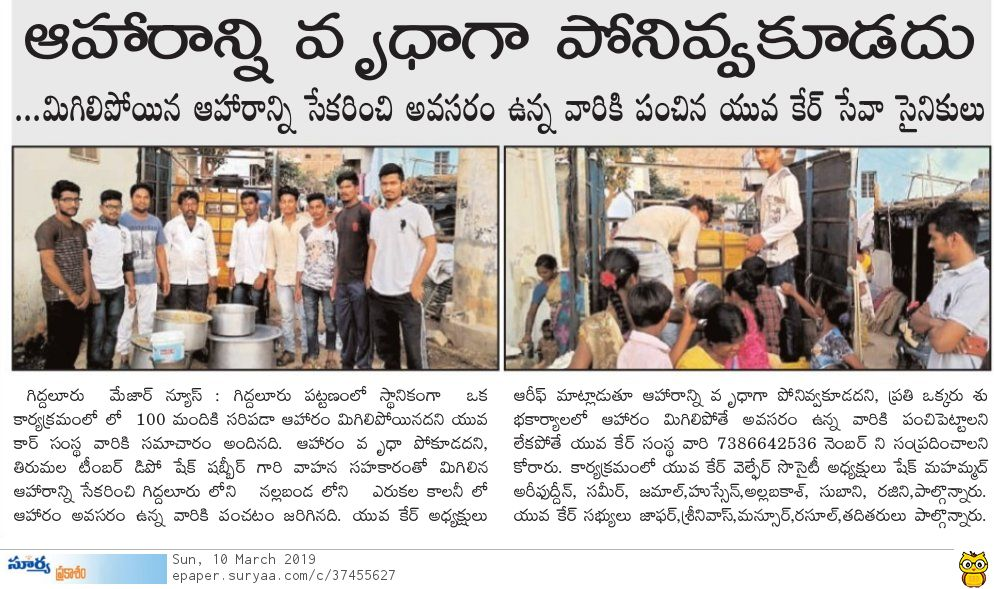 ఆహారాన్ని వృధాగా పోనివ్వకూడదు
...మిగిలిపోయిన ఆహారాన్ని సేకరించి అవసరం ఉన్న వారికి పంచిన యువ కేర్ సేవా సైనికులు
గిద్దలూరు మేజర్ న్యూస్ : గిద్దలూరు పట్టణంలో స్థానికంగా ఒక
కార్యక్రమంలో లో 100 మందికి సరిపడా ఆహారం మిగిలిపోయినదని యువ
కార్ సంస్థ వారికి సమాచారం అందినది. ఆహారం వ ృధా పోకూడదని,
తిరుమల టింబర్ డిపో షేక్ షబ్బీర్ గారి వాహన సహకారంతో మిగిలిన
ఆహారాన్ని సేకరించి గిద్దలూరు లోని నల్లబండ లోని ఎరుకల కాలనీ లో
ఆహారం అవసరం ఉన్న వారికి పంచటం జరిగినది. యువ కేర్ అధ్యక్షులు
ఆరీఫ్ మాట్లాడుతూ ఆహారాన్ని వ ృధాగా పోనివ్వకూడదని, ప్రతి ఒక్కరు శు
భకార్యాలలో ఆహారం మిగిలిపోతే అవసరం ఉన్న వారికి పంచిపెట్టాలని
లేకపోతే యువ కేర్ సంస్థ వారి 7386642536 నెంబర్ ని సంప్రదించాలని
కోరారు. కార్యక్రమంలో యువ కేర్ వెల్ఫేర్ సొసైటీ అధ్యక్షులు షేక్ మహమ్మద్
అరీఫుద్దీన్, సమీర్, జమాల్,హుస్సేన్,అల్లబకాశ్, సుబాని, రజిని,పాల్గొన్నారు.
యువ కేర్ సభ్యులు జాఫర్,శ్రీనివాస్,మన్సూర్,రసూల్,తదితరులు పాల్గొన్నారు.
సూర్య ప్రకాశం
Sun, 10 March 2019
epaper.suryaa.com/c/37455627